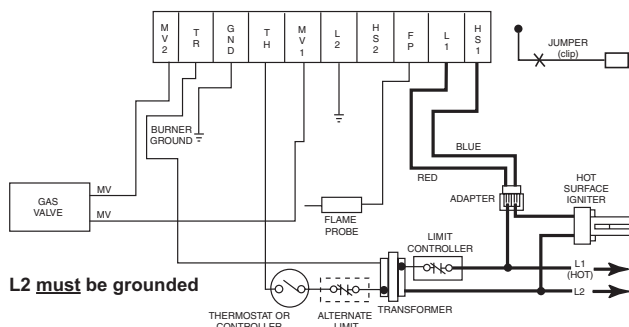 MV2 TR GND TH MV1 L2 HS2 FP L1 HS1
JUMPER
(clip)
BURNER
GROUND
BLUE
RED
HOT
SURFACE
IGNITER
ADAPTER
MV
GAS
VALVE
MV
FLAME
PROBE
LIMIT
CONTROLLER
L1
(HOT)
L2 must be grounded
L2
TRANSFORMER
THERMOSTAT OR
CONTROLLER
ALTERNATE
LIMIT